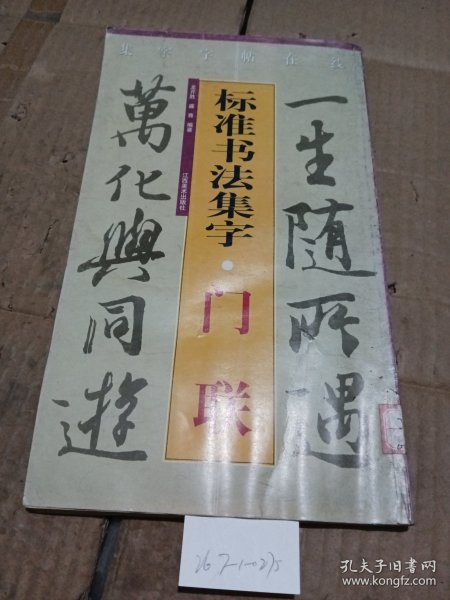 集字字帖在线
标准书法集字·门联
编著
江西美术出版社
一生随所遇
萬化與同遊
孔夫子旧书网
www.kongfz.com